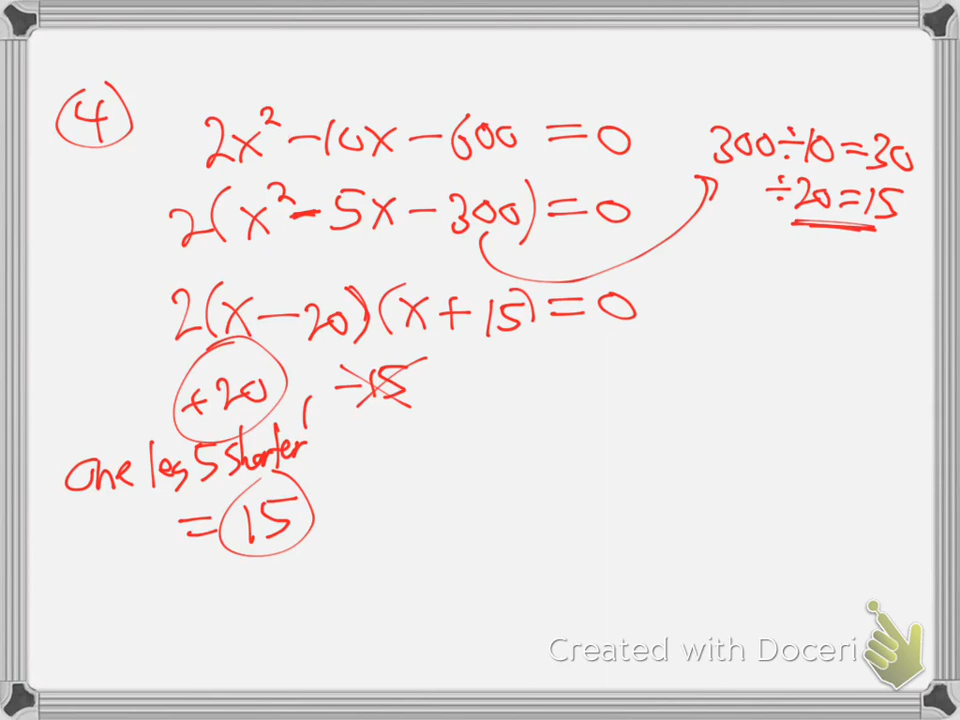 4
2x² - 10x - 600 = 0
300 ÷ 10 = 30
÷ 20 = 15
2(x² - 5x - 300) = 0
2(x - 20)(x + 15) = 0
+20, -15
One leg 5 shorter
= 15
Created with Doceri